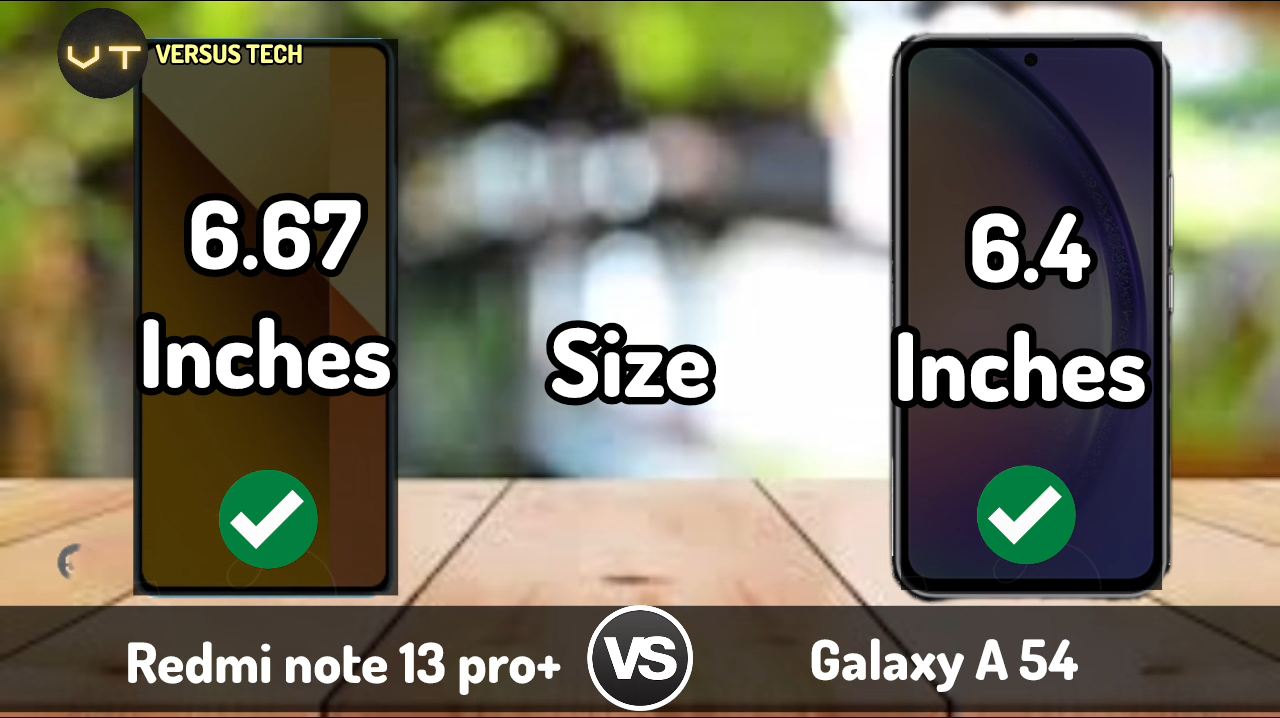 VT VERSUS TECH
6.67
Inches
Size
6.4
Inches
Redmi note 13 pro+
VS
Galaxy A 54